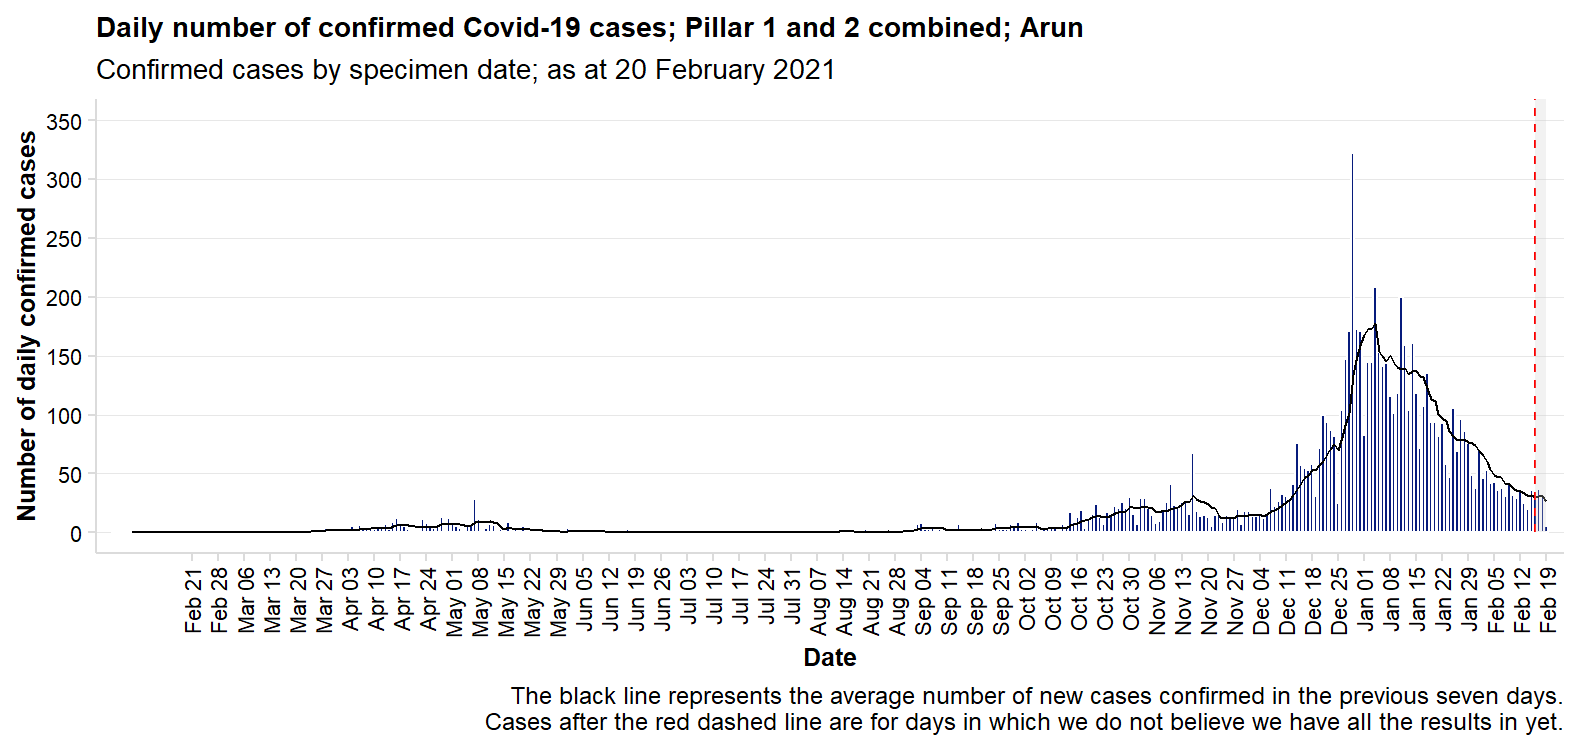 Daily number of confirmed Covid-19 cases; Pillar 1 and 2 combined; Arun
Confirmed cases by specimen date; as at 20 February 2021
Number of daily confirmed cases
350
300
250
200
150
100
50
0
Feb 21
Feb 28
Mar 06
Mar 13
Mar 20
Mar 27
Apr 03
Apr 10
Apr 17
Apr 24
May 01
May 08
May 15
May 22
May 29
Jun 05
Jun 12
Jun 19
Jun 26
Jul 03
Jul 10
Jul 17
Jul 24
Jul 31
Aug 07
Aug 14
Aug 21
Aug 28
Sep 04
Sep 11
Sep 18
Sep 25
Oct 02
Oct 09
Oct 16
Oct 23
Oct 30
Nov 06
Nov 13
Nov 20
Nov 27
Dec 04
Dec 11
Dec 18
Dec 25
Jan 01
Jan 08
Jan 15
Jan 22
Jan 29
Feb 05
Feb 12
Feb 19
Date
The black line represents the average number of new cases confirmed in the previous seven days.
Cases after the red dashed line are for days in which we do not believe we have all the results in yet.